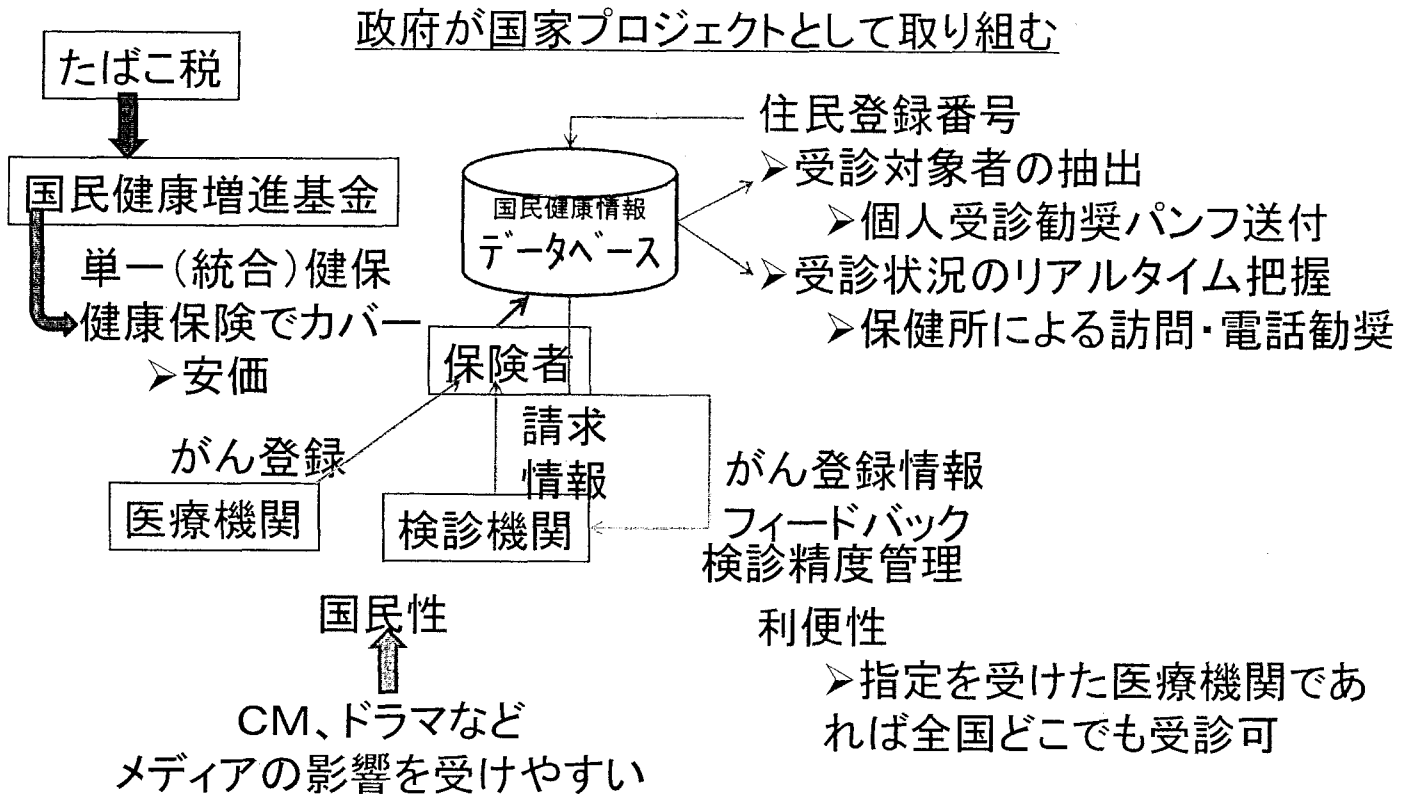 政府が国家プロジェクトとして取り組む
たばこ税
国民健康増進基金
単一(統合)健保
健康保険でカバー
➢安価
国民健康情報
データベース
住民登録番号
➢受診対象者の抽出
➢個人受診勧奨パンフ送付
➢受診状況のリアルタイム把握
➢保健所による訪問・電話勧奨
保険者
請求
情報
がん登録
医療機関
検診機関
がん登録情報
フィードバック
検診精度管理
国民性
CM、ドラマなど
メディアの影響を受けやすい
利便性
➢指定を受けた医療機関であ
れば全国どこでも受診可